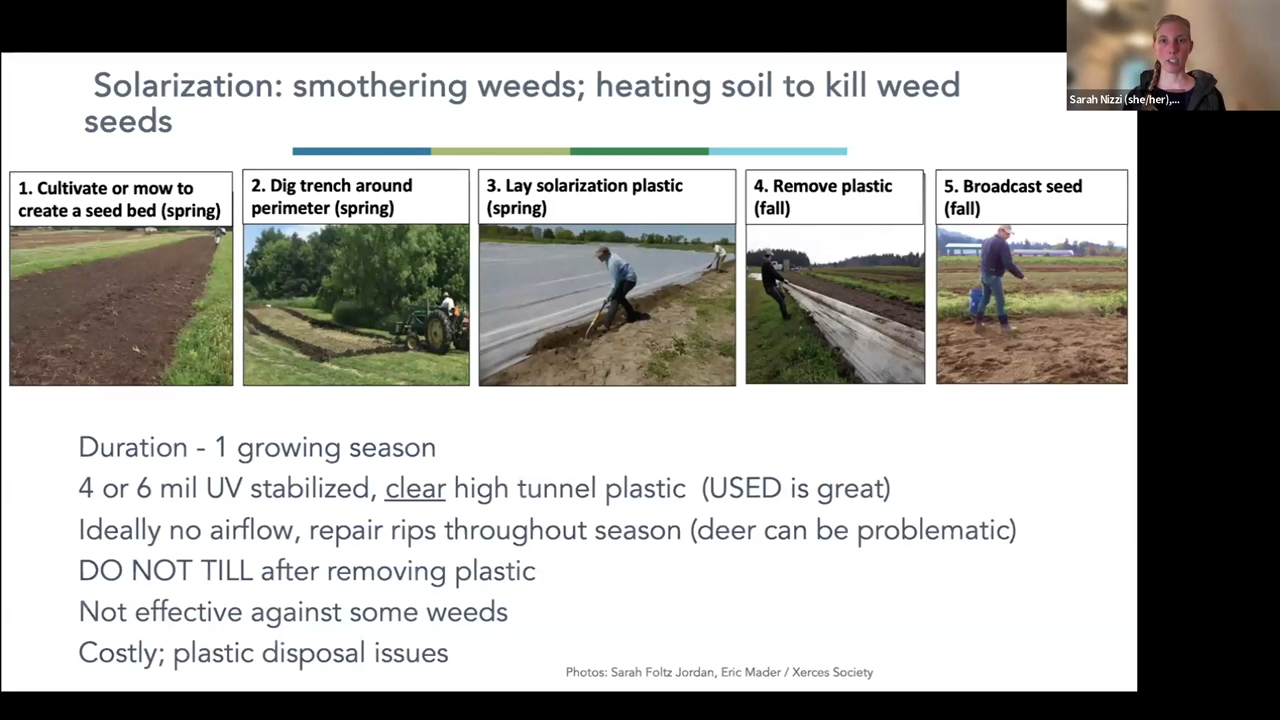 Solarization: smothering weeds; heating soil to kill weed
seeds
Sarah Nizzi (she/her),...
1. Cultivate or mow to
create a seed bed (spring)
2. Dig trench around
perimeter (spring)
3. Lay solarization plastic
(spring)
4. Remove plastic
(fall)
5. Broadcast seed
(fall)
Duration - 1 growing season
4 or 6 mil UV stabilized, clear high tunnel plastic (USED is great)
Ideally no airflow, repair rips throughout season (deer can be problematic)
DO NOT TILL after removing plastic
Not effective against some weeds
Costly; plastic disposal issues
Photos: Sarah Foltz Jordan, Eric Mader / Xerces Society